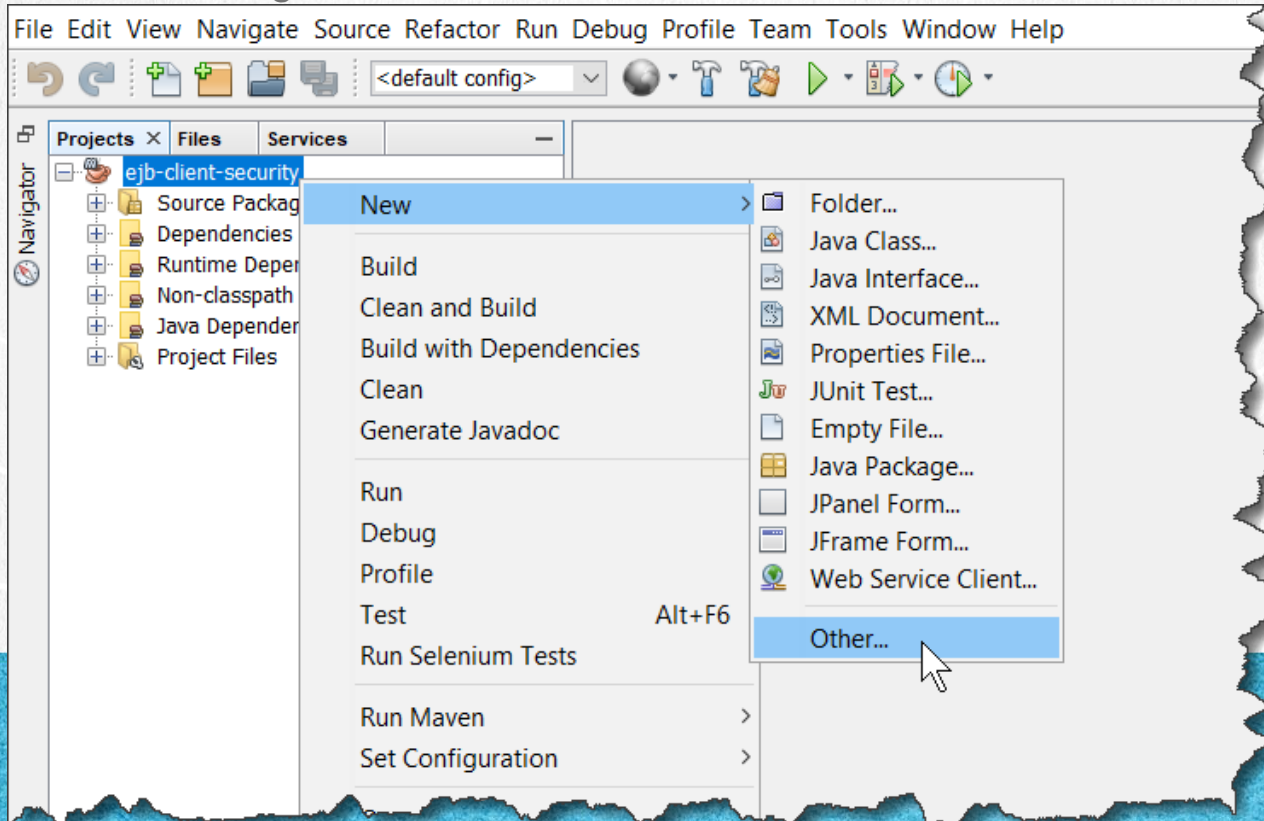 File Edit View Navigate Source Refactor Run Debug Profile Team Tools Window Help
<default config>
Projects Files Services
Navigator
ejb-client-security
Source Packag
Dependencies
Runtime Deper
Non-classpath
Java Depender
Project Files
New
Build
Clean and Build
Build with Dependencies
Clean
Generate Javadoc
Run
Debug
Profile
Test Alt+F6
Run Selenium Tests
Run Maven
Set Configuration
Folder...
Java Class...
Java Interface...
XML Document...
Properties File...
JUnit Test...
Empty File...
Java Package...
JPanel Form...
JFrame Form...
Web Service Client...
Other...